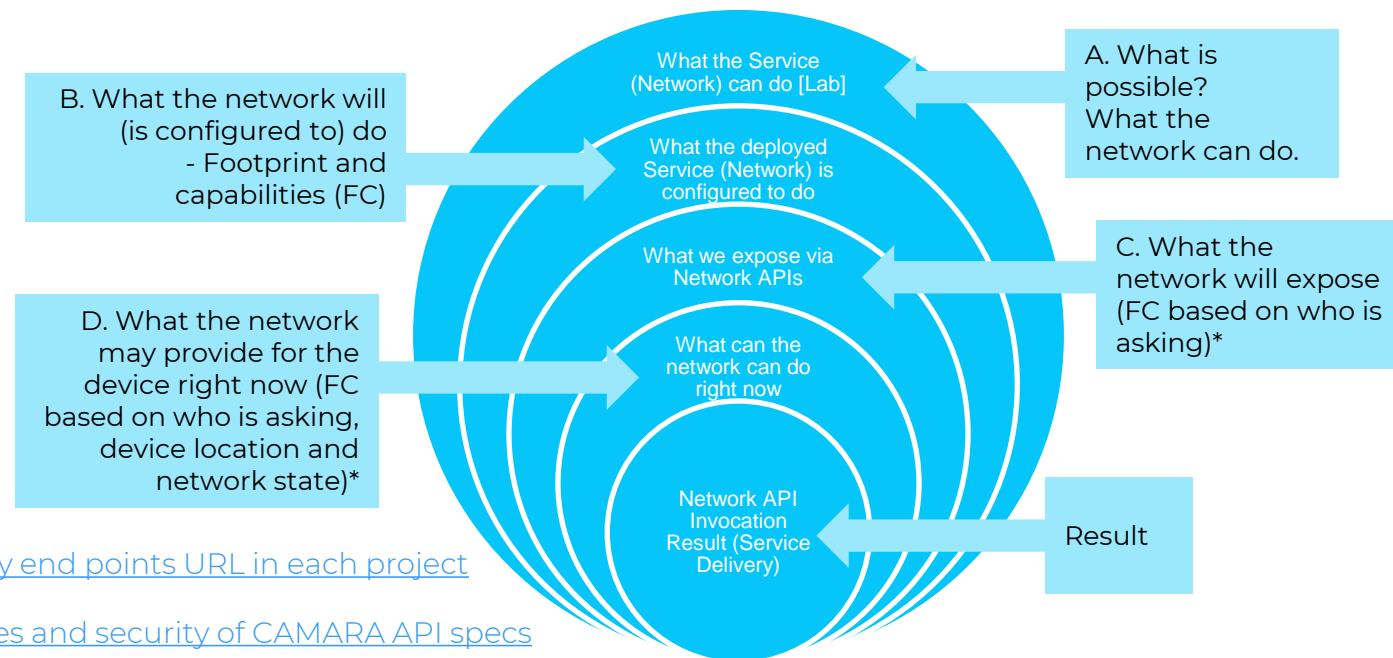 What the Service
(Network) can do [Lab]
A. What is
possible?
What the
network can do.
B. What the network will
(is configured to) do
- Footprint and
capabilities (FC)
What the deployed
Service (Network) is
configured to do
What we expose via
Network APIs
C. What the
network will expose
(FC based on who is
asking)*
D. What the network
may provide for the
device right now (FC
based on who is asking,
device location and
network state)*
What can the
network can do
right now
Network API
Invocation
Result (Service
Delivery)
Result
y end points URL in each project
es and security of CAMARA API specs